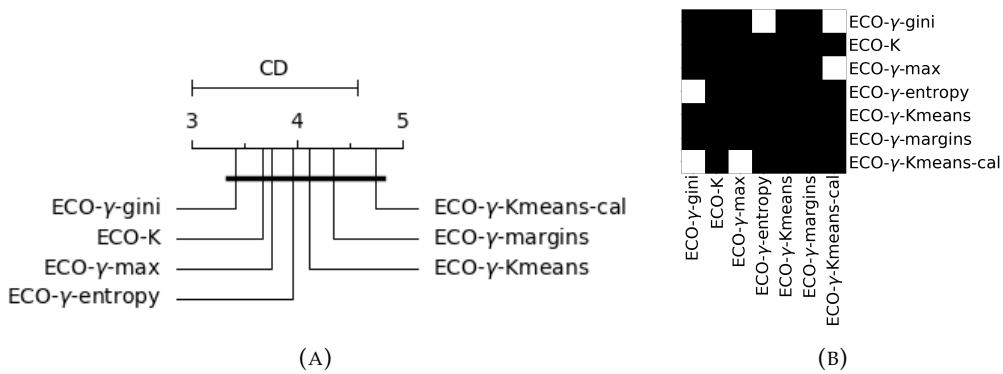 CD
3 4 5
ECO-γ-gini
ECO-K
ECO-γ-max
ECO-γ-entropy
ECO-γ-Kmeans-cal
ECO-γ-margins
ECO-γ-Kmeans
(A)
ECO-γ-gini
ECO-K
ECO-γ-max
ECO-γ-entropy
ECO-γ-Kmeans
ECO-γ-margins
ECO-γ-Kmeans-cal
ECO-γ-gini
ECO-K
ECO-γ-max
ECO-γ-entropy
ECO-γ-Kmeans
ECO-γ-margins
ECO-γ-Kmeans-cal
(B)